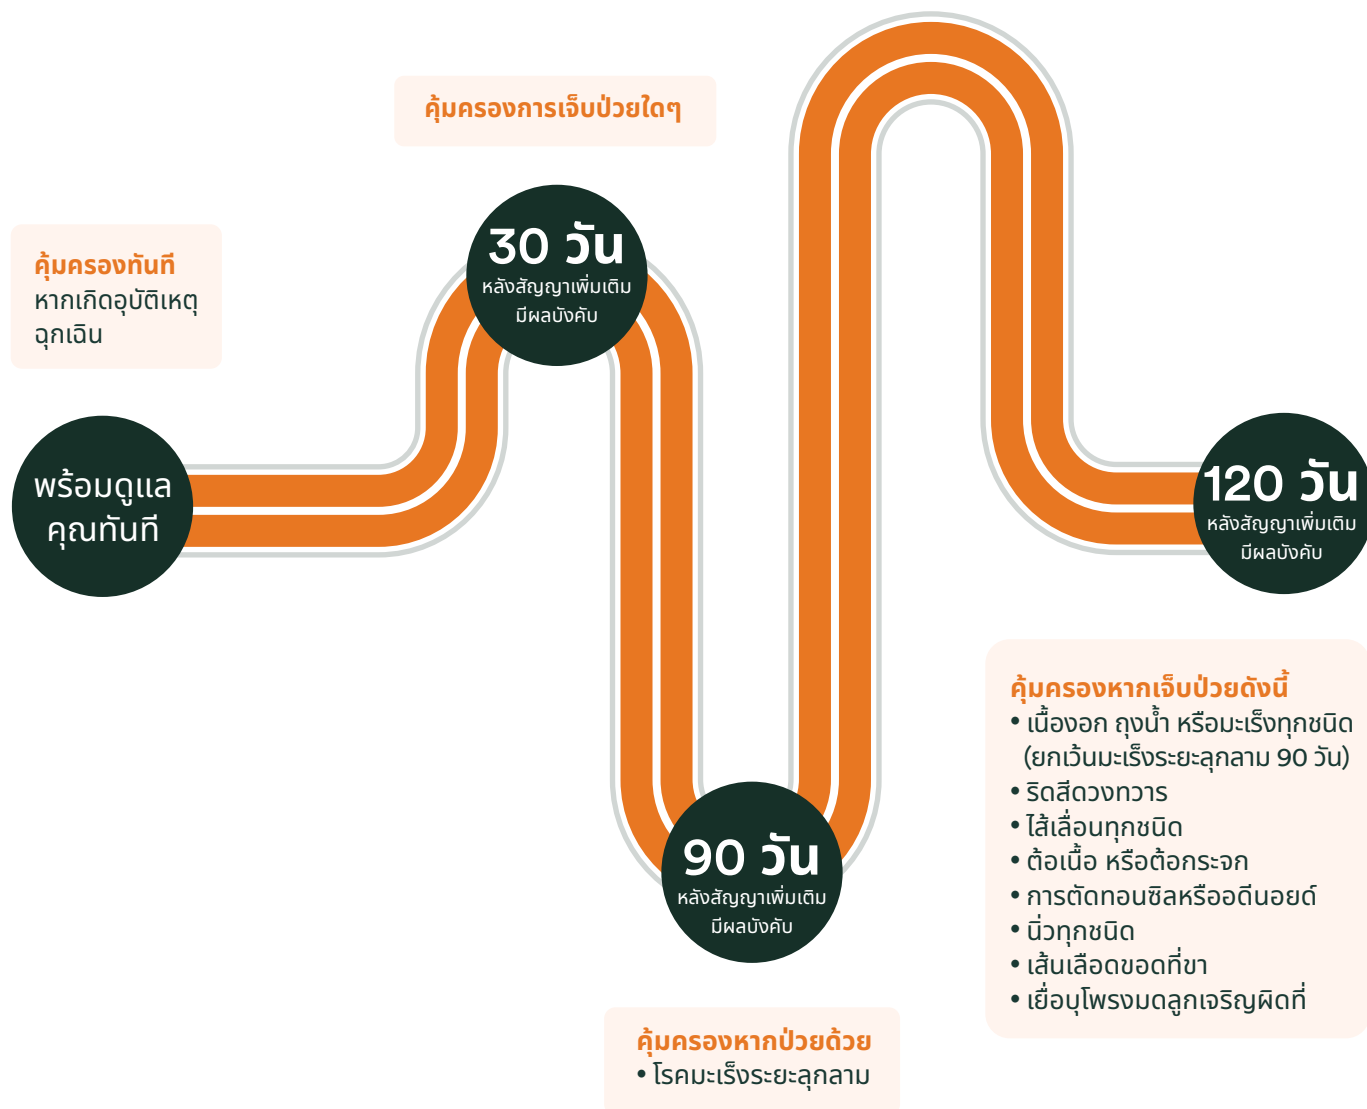 คุ้มครองการเจ็บป่วยใดๆ
30 วัน
หลังสัญญาเพิ่มเติม
มีผลบังคับ
คุ้มครองทันที
หากเกิดอุบัติเหตุ
ฉุกเฉิน
พร้อมดูแล
คุณทันที
120 วัน
หลังสัญญาเพิ่มเติม
มีผลบังคับ
90 วัน
หลังสัญญาเพิ่มเติม
มีผลบังคับ
คุ้มครองหากเจ็บป่วยดังนี้
• เนื้องอก ถุงน้ำ หรือมะเร็งทุกชนิด
(ยกเว้นมะเร็งระยะลุกลาม 90 วัน)
• ริดสีดวงทวาร
• ไส้เลื่อนทุกชนิด
• ต้อเนื้อ หรือต้อกระจก
• การตัดทอนซิลหรืออดีนอยด์
• นิ่วทุกชนิด
• เส้นเลือดขอดที่ขา
• เยื่อบุโพรงมดลูกเจริญผิดที่
คุ้มครองหากป่วยด้วย
• โรคมะเร็งระยะลุกลาม